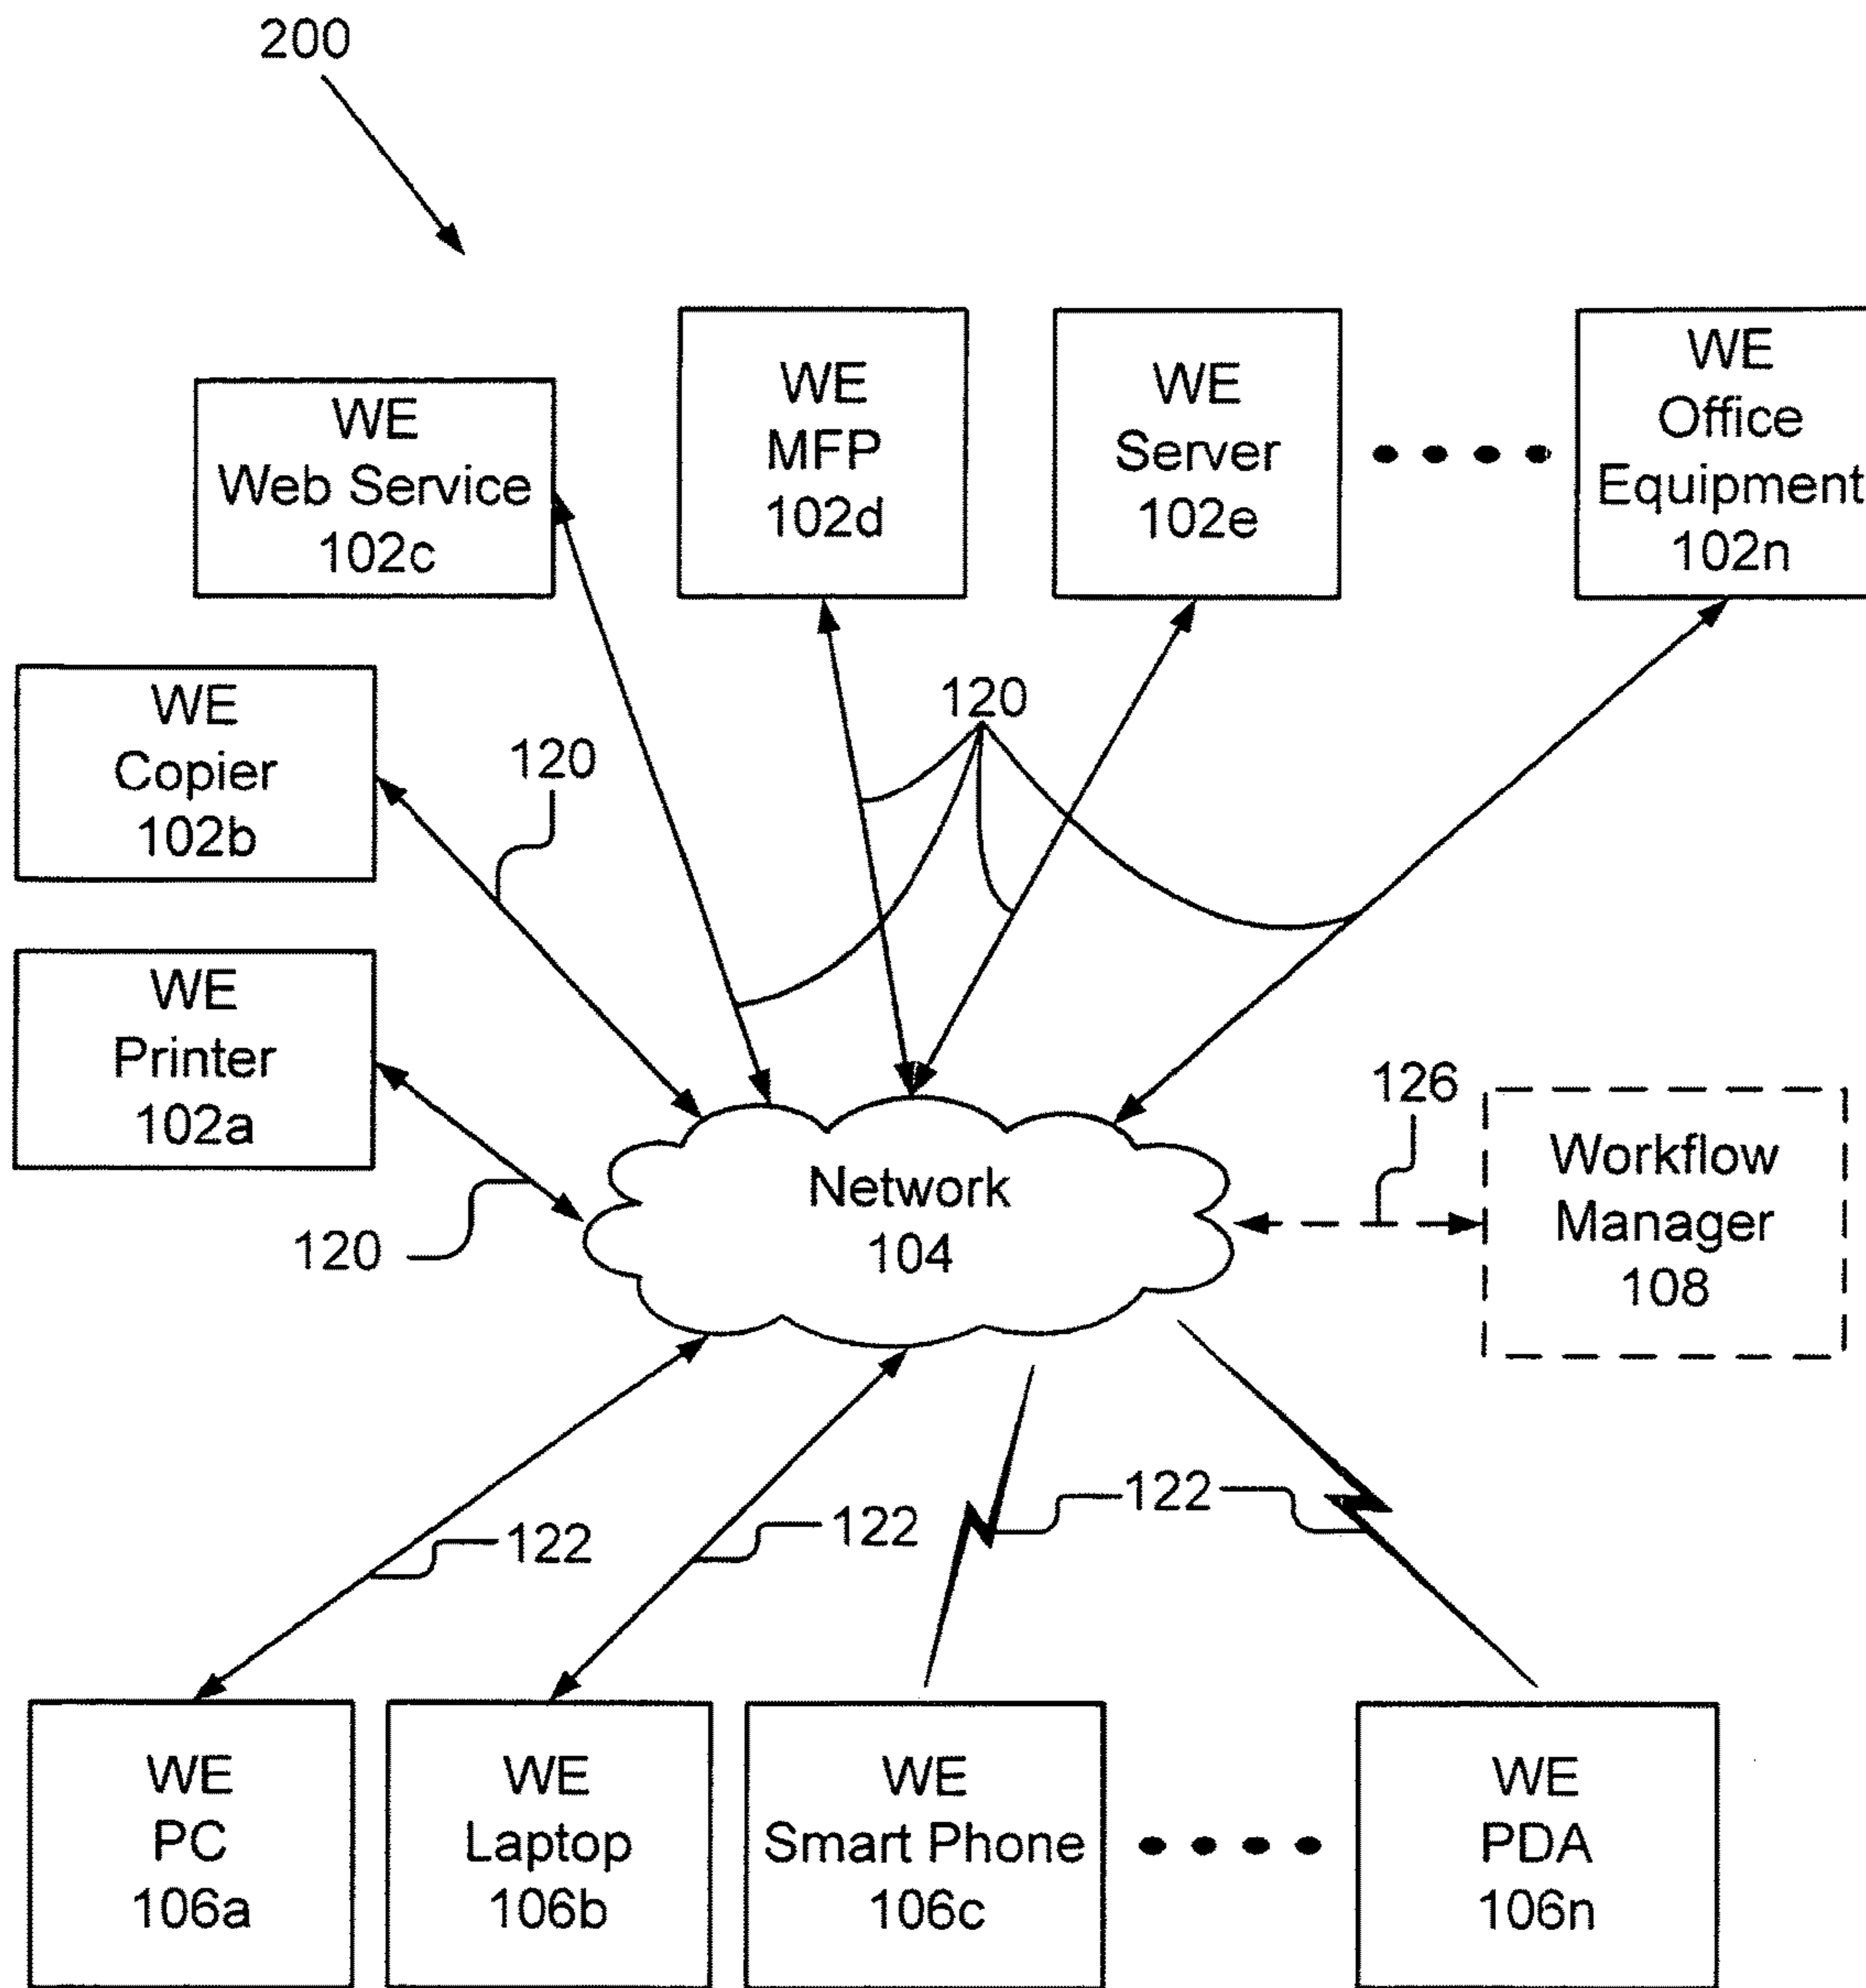 200
WE
Web Service
102c
WE
MFP
102d
WE
Server
102e
WE
Office
Equipment
102n
WE
Copier
102b
120
120
WE
Printer
102a
120
Network
104
126
Workflow
Manager
108
122
122
122
WE
PC
106a
WE
Laptop
106b
WE
Smart Phone
106c
WE
PDA
106n